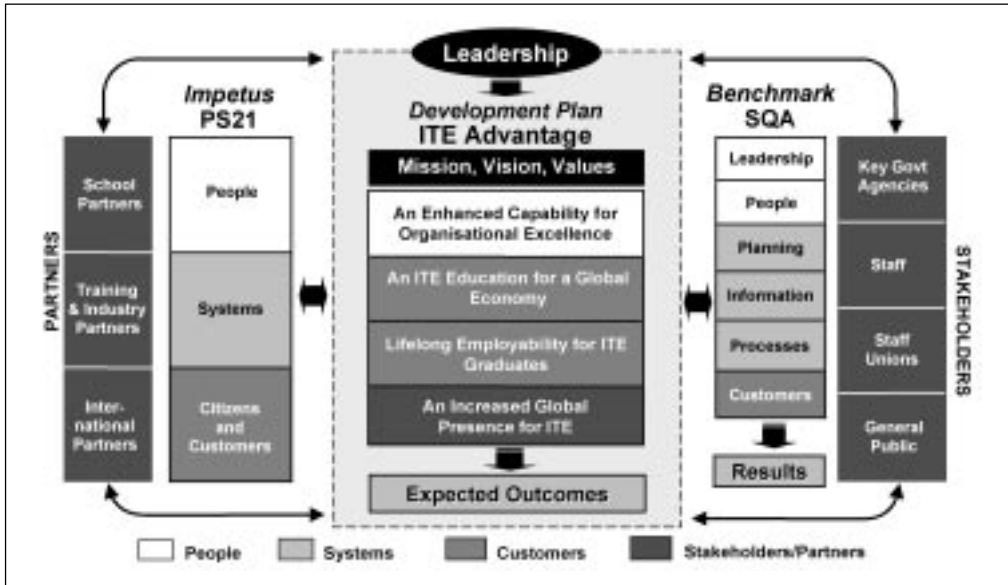 Leadership
Impetus
PS21
Development Plan
ITE Advantage
Benchmark
SQA
PARTNERS
School
Partners
Training
& Industry
Partners
Inter-
national
Partners
People
Systems
Citizens
and
Customers
Mission, Vision, Values
An Enhanced Capability for
Organisational Excellence
An ITE Education for a Global
Economy
Lifelong Employability for ITE
Graduates
An Increased Global
Presence for ITE
Expected Outcomes
Leadership
People
Planning
Information
Processes
Customers
Results
Key Govt
Agencies
Staff
Staff
Unions
General
Public
STAKEHOLDERS
People
Systems
Customers
Stakeholders/Partners